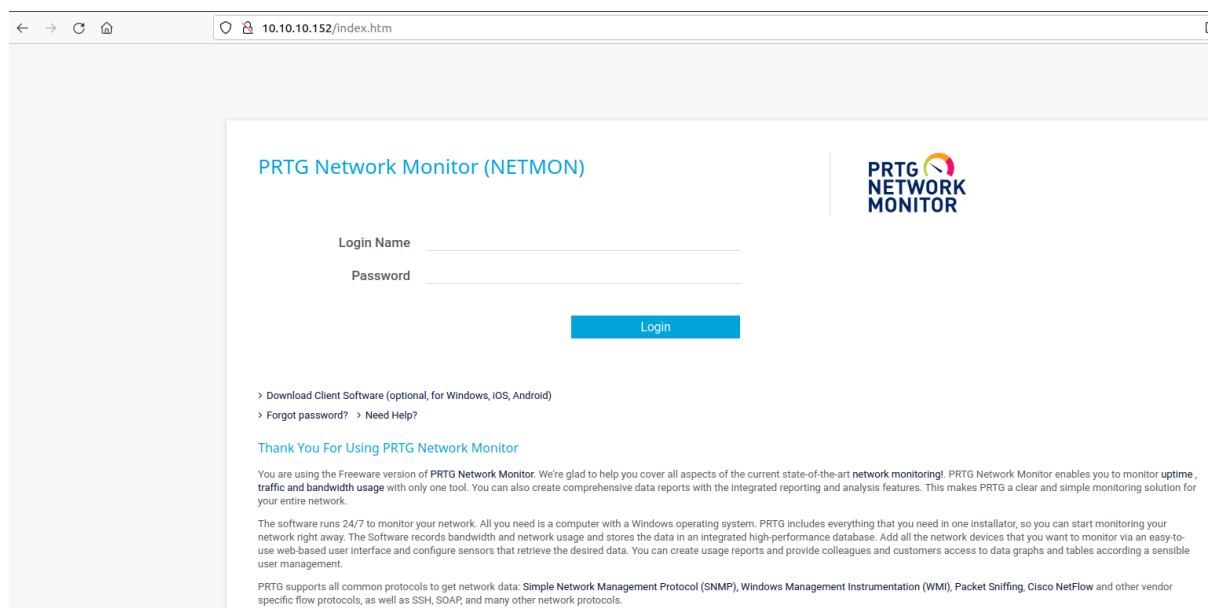 10.10.10.152/index.htm
PRTG Network Monitor (NETMON)
PRTG
NETWORK
MONITOR
Login Name
Password
Login
> Download Client Software (optional, for Windows, iOS, Android)
> Forgot password? > Need Help?
Thank You For Using PRTG Network Monitor
You are using the Freeware version of PRTG Network Monitor. We're glad to help you cover all aspects of the current state-of-the-art network monitoring!. PRTG Network Monitor enables you to monitor uptime ,
traffic and bandwidth usage with only one tool. You can also create comprehensive data reports with the integrated reporting and analysis features. This makes PRTG a clear and simple monitoring solution for
your entire network.
The software runs 24/7 to monitor your network. All you need is a computer with a Windows operating system. PRTG includes everything that you need in one installator, so you can start monitoring your
network right away. The Software records bandwidth and network usage and stores the data in an integrated high-performance database. Add all the network devices that you want to monitor via an easy-to-
use web-based user interface and configure sensors that retrieve the desired data. You can create usage reports and provide colleagues and customers access to data graphs and tables according a sensible
user management.
PRTG supports all common protocols to get network data: Simple Network Management Protocol (SNMP), Windows Management Instrumentation (WMI), Packet Sniffing, Cisco NetFlow and other vendor
specific flow protocols, as well as SSH, SOAP, and many other network protocols.